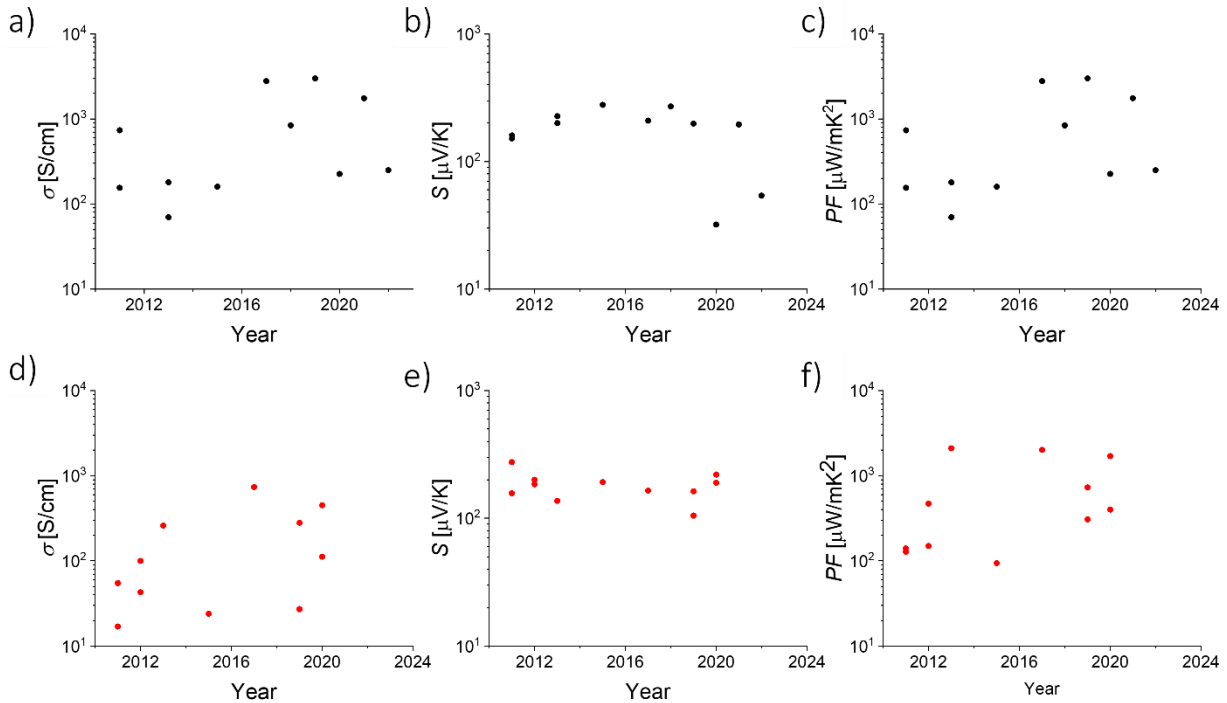 a)
σ [S/cm]
10⁴
10³
10²
10¹
2012 2016 2020
Year
b)
S [μV/K]
10³
10²
10¹
2012 2016 2020 2024
Year
c)
PF [μW/mK²]
10⁴
10³
10²
10¹
2012 2016 2020 2024
Year
d)
σ [S/cm]
10⁴
10³
10²
10¹
2012 2016 2020 2024
Year
e)
S [μV/K]
10³
10²
10¹
2012 2016 2020 2024
Year
f)
PF [μW/mK²]
10⁴
10³
10²
10¹
2012 2016 2020 2024
Year